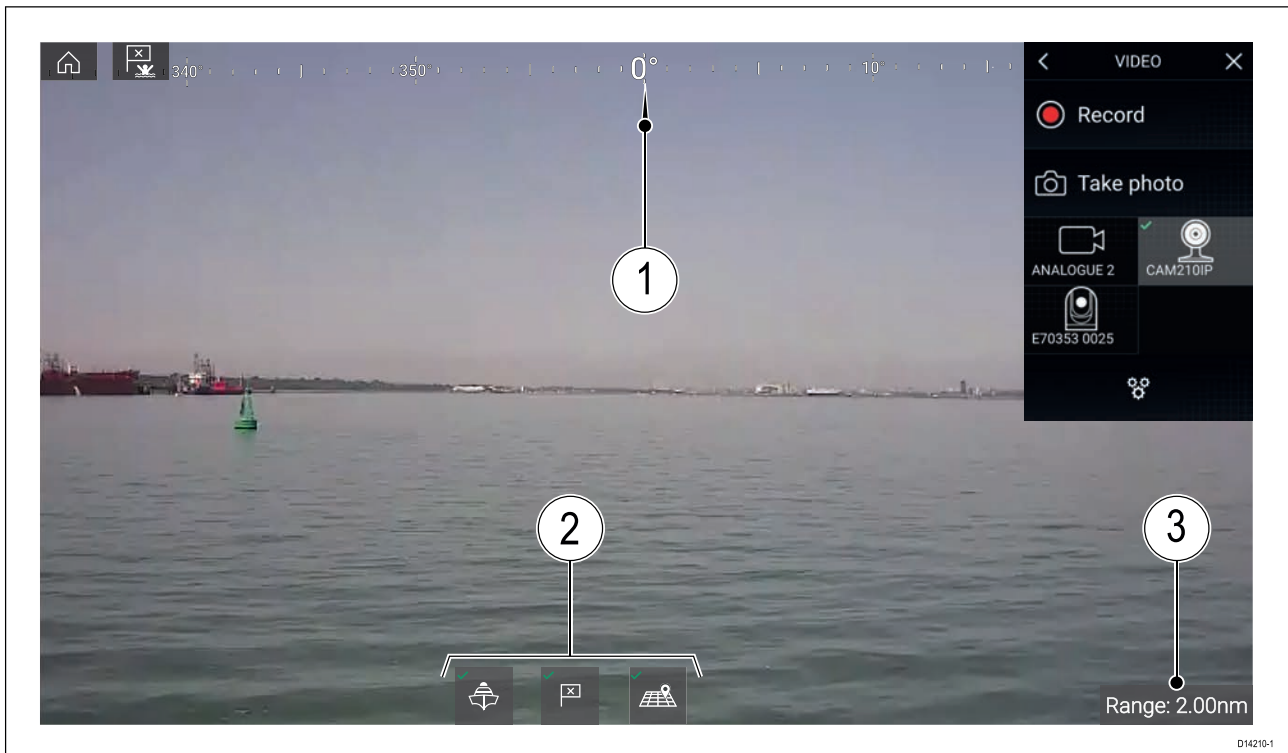 340°
350°
0°
10°
VIDEO
Record
Take photo
ANALOGUE 2
CAM210IP
E70353 0025
1
2
3
Range: 2.00nm
D14210-1